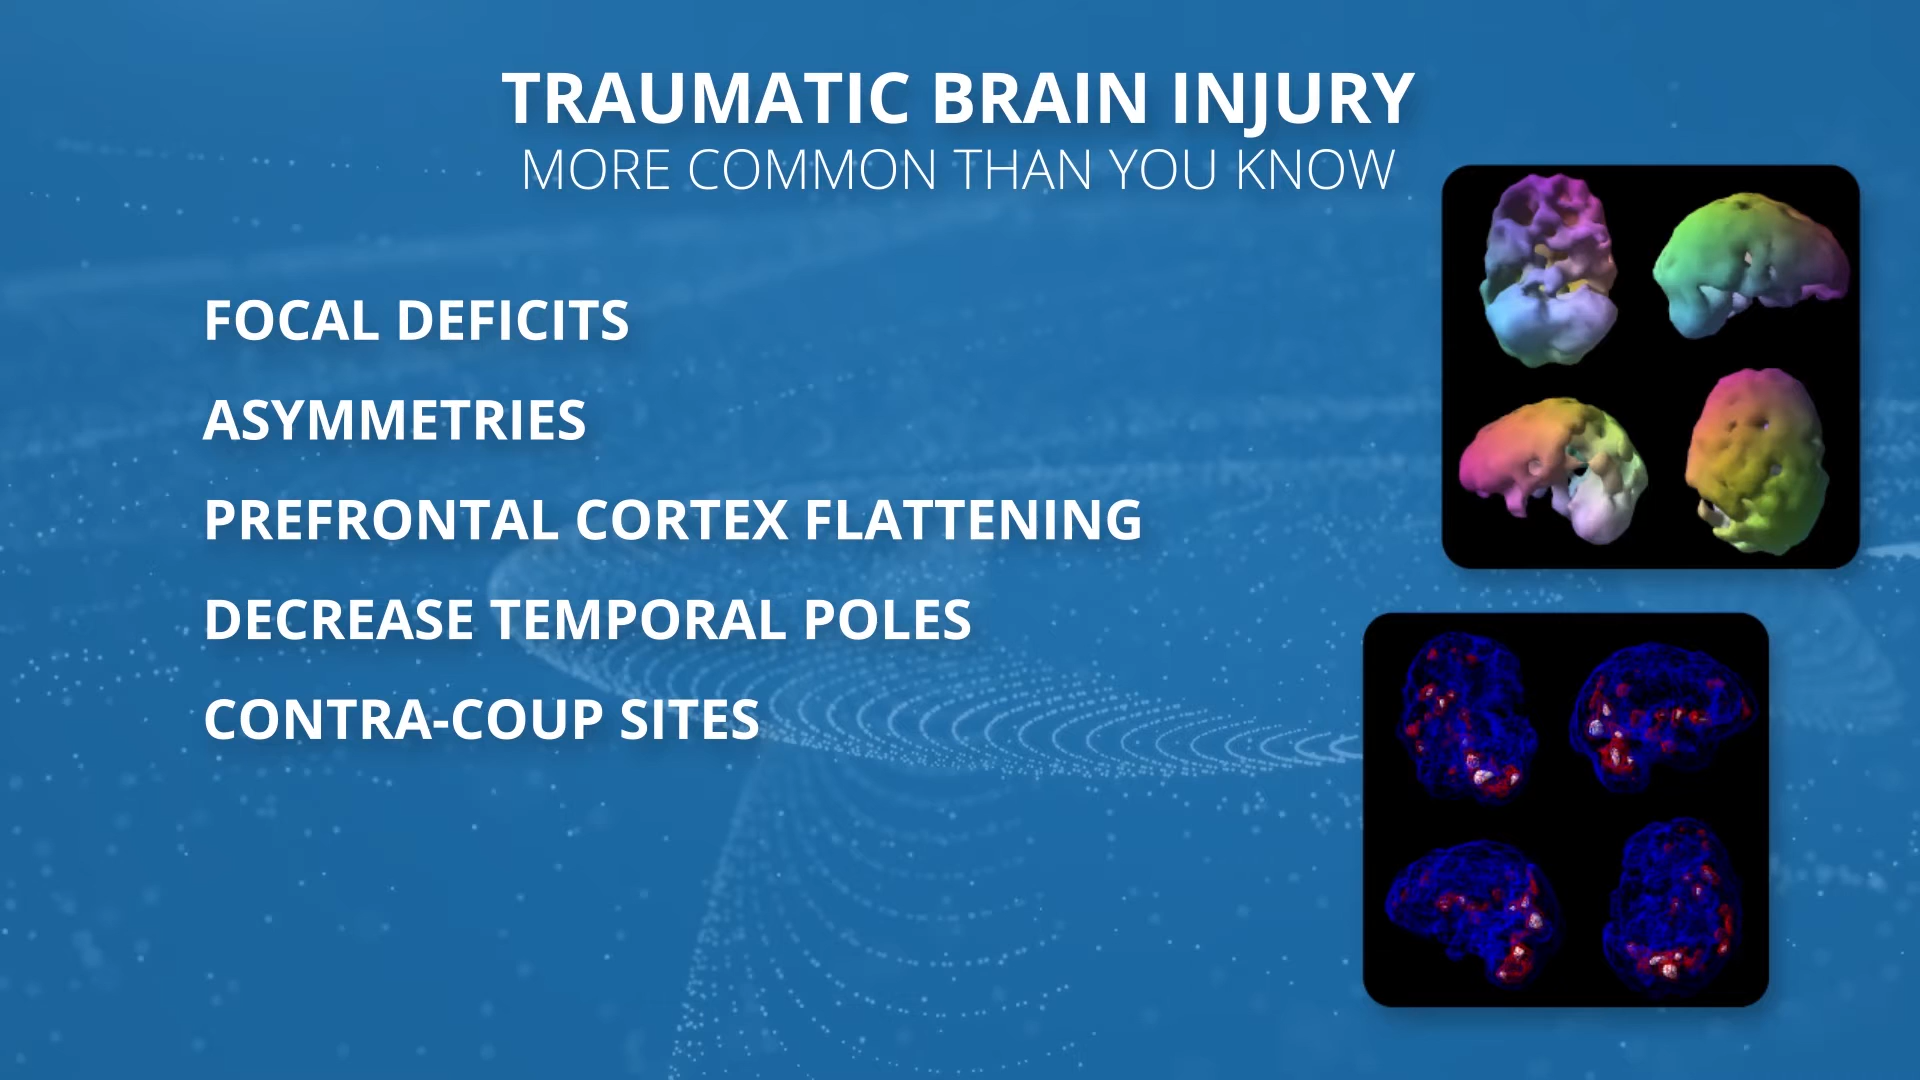 TRAUMATIC BRAIN INJURY
MORE COMMON THAN YOU KNOW
FOCAL DEFICITS
ASYMMETRIES
PREFRONTAL CORTEX FLATTENING
DECREASE TEMPORAL POLES
CONTRA-COUP SITES